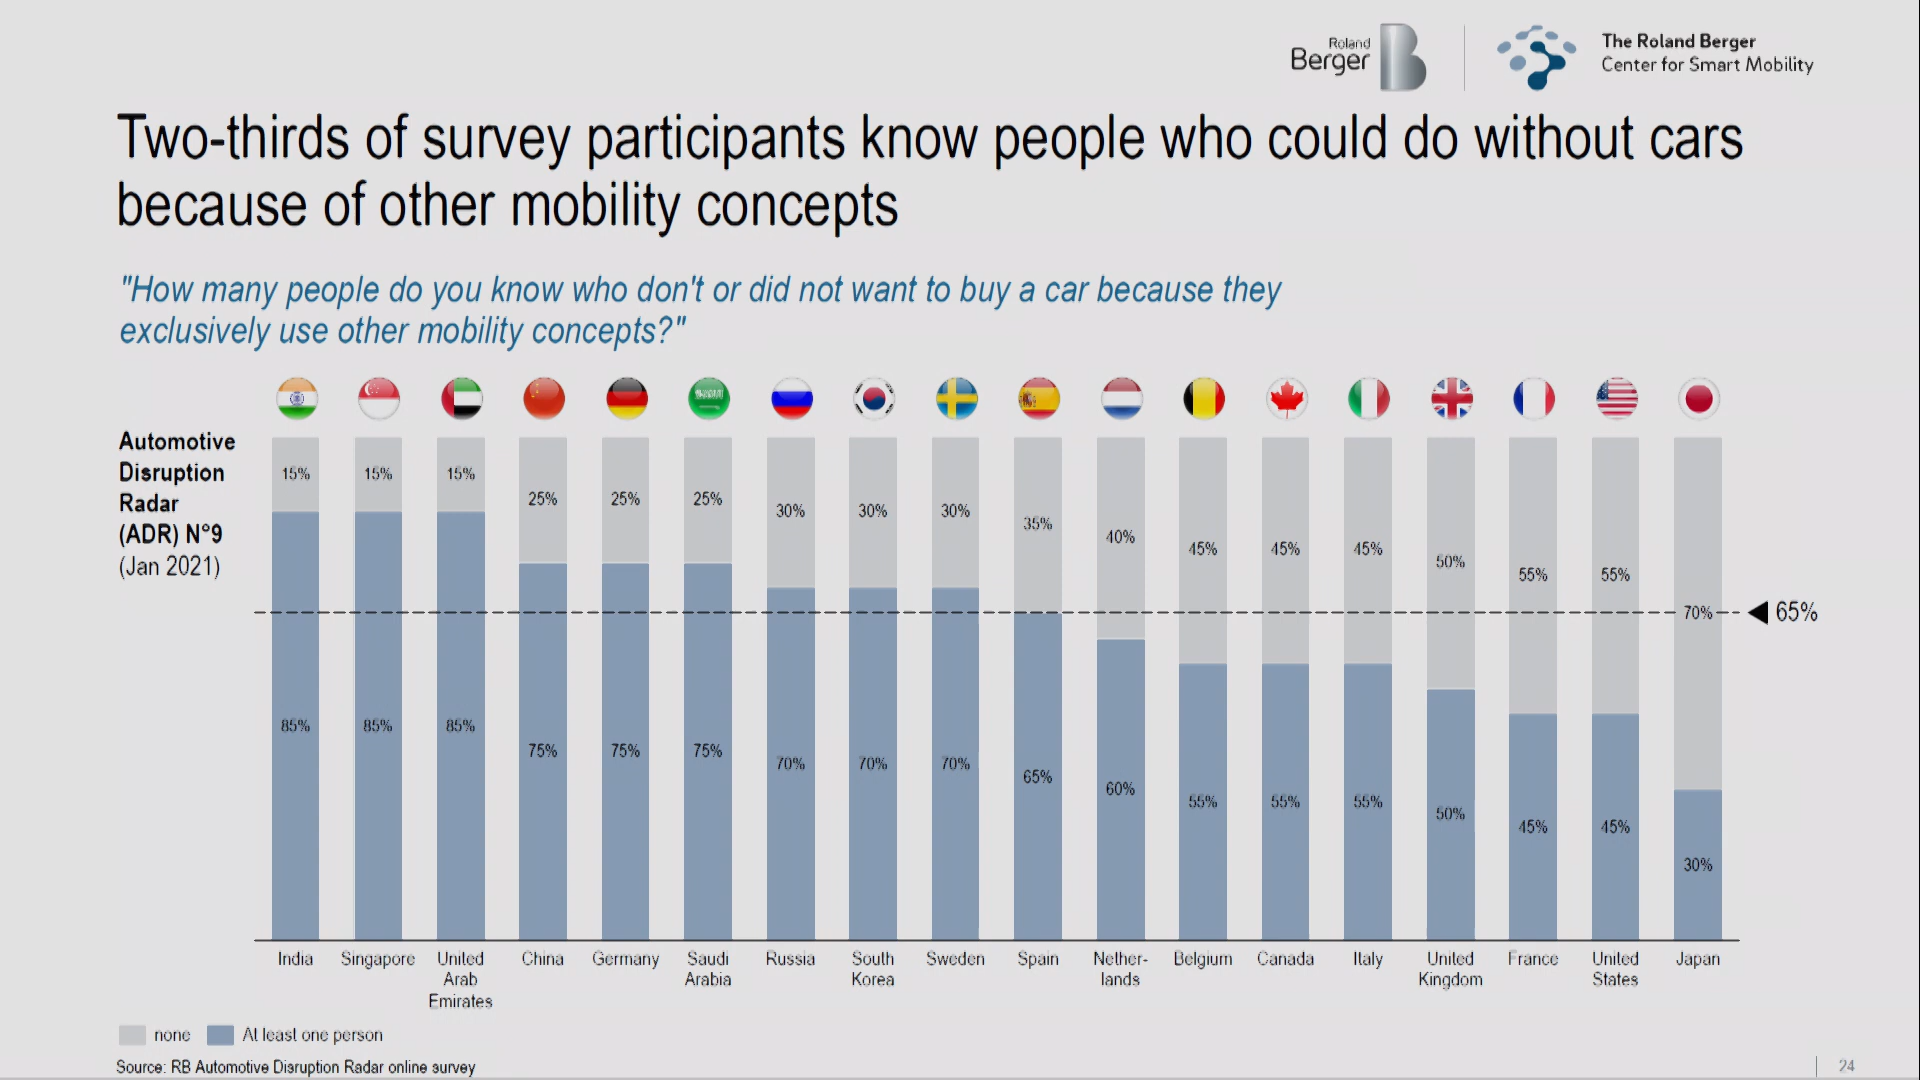 Roland
Berger
The Roland Berger
Center for Smart Mobility
Two-thirds of survey participants know people who could do without cars
because of other mobility concepts
"How many people do you know who don't or did not want to buy a car because they
exclusively use other mobility concepts?"
Automotive
Disruption
Radar
(ADR) N°9
(Jan 2021)
15% 15% 15% 25% 25% 25% 30% 30% 30% 35% 40% 45% 45% 45% 50% 55% 55% 70%
65%
85% 85% 85% 75% 75% 75% 70% 70% 70% 65% 60% 55% 55% 55% 50% 45% 45% 30%
India
Singapore
United
Arab
Emirates
China
Germany
Saudi
Arabia
Russia
South
Korea
Sweden
Spain
Nether-
lands
Belgium
Canada
Italy
United
Kingdom
France
United
States
Japan
none At least one person
Source: RB Automotive Disruption Radar online survey
24